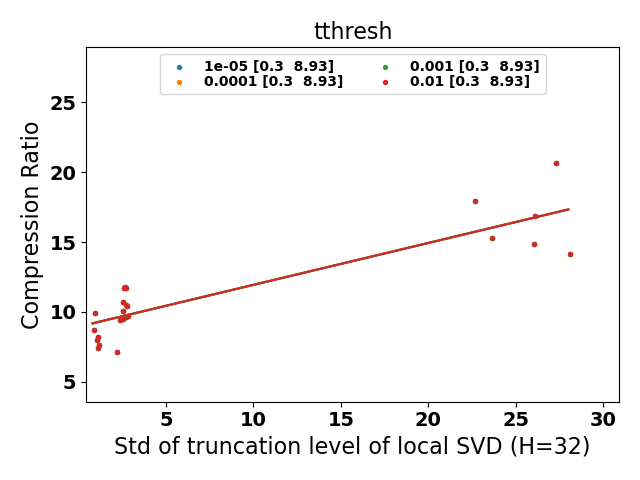 tthresh
1e-05 [0.3  8.93]
0.0001 [0.3  8.93]
0.001 [0.3  8.93]
0.01 [0.3  8.93]
Compression Ratio
25
20
15
10
5
5 10 15 20 25 30
Std of truncation level of local SVD (H=32)